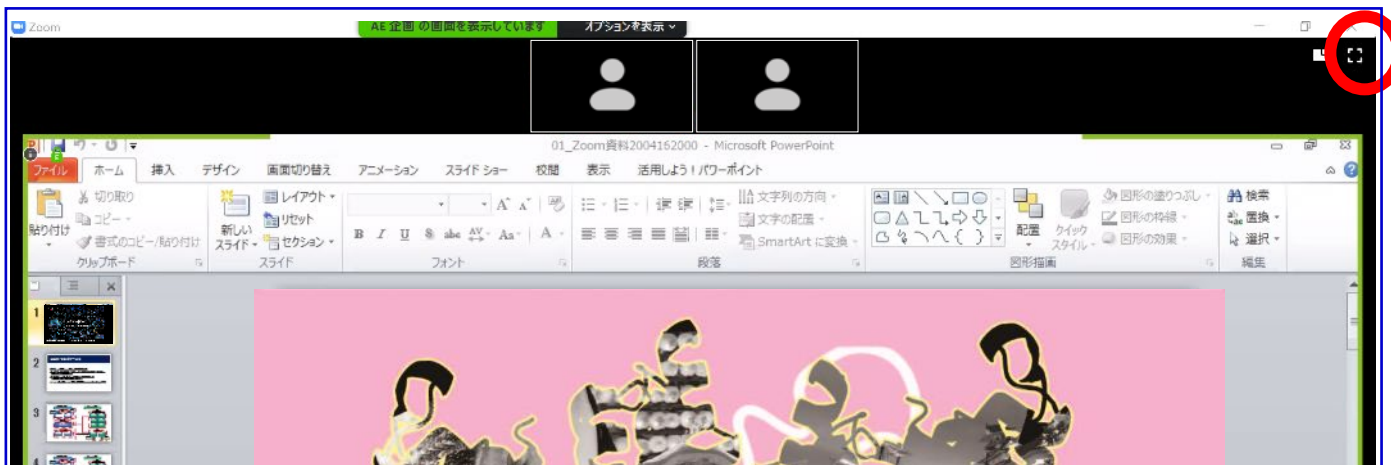 Zoom
AE 企画 の画面を表示しています
オプションを表示
01_Zoom資料2004162000 - Microsoft PowerPoint
ファイル ホーム 挿入 デザイン 画面切り替え アニメーション スライド ショー 校閲 表示 活用しよう！パワーポイント
貼り付け
切り取り
コピー
書式のコピー/貼り付け
クリップボード
新しい
スライド
レイアウト
リセット
セクション
スライド
B I U S abc AV Aa A
フォント
文字列の方向
文字の配置
SmartArt に変換
段落
配置
クイック
スタイル
図形の塗りつぶし
図形の枠線
図形の効果
図形描画
検索
置換
選択
編集
1
2
3
4